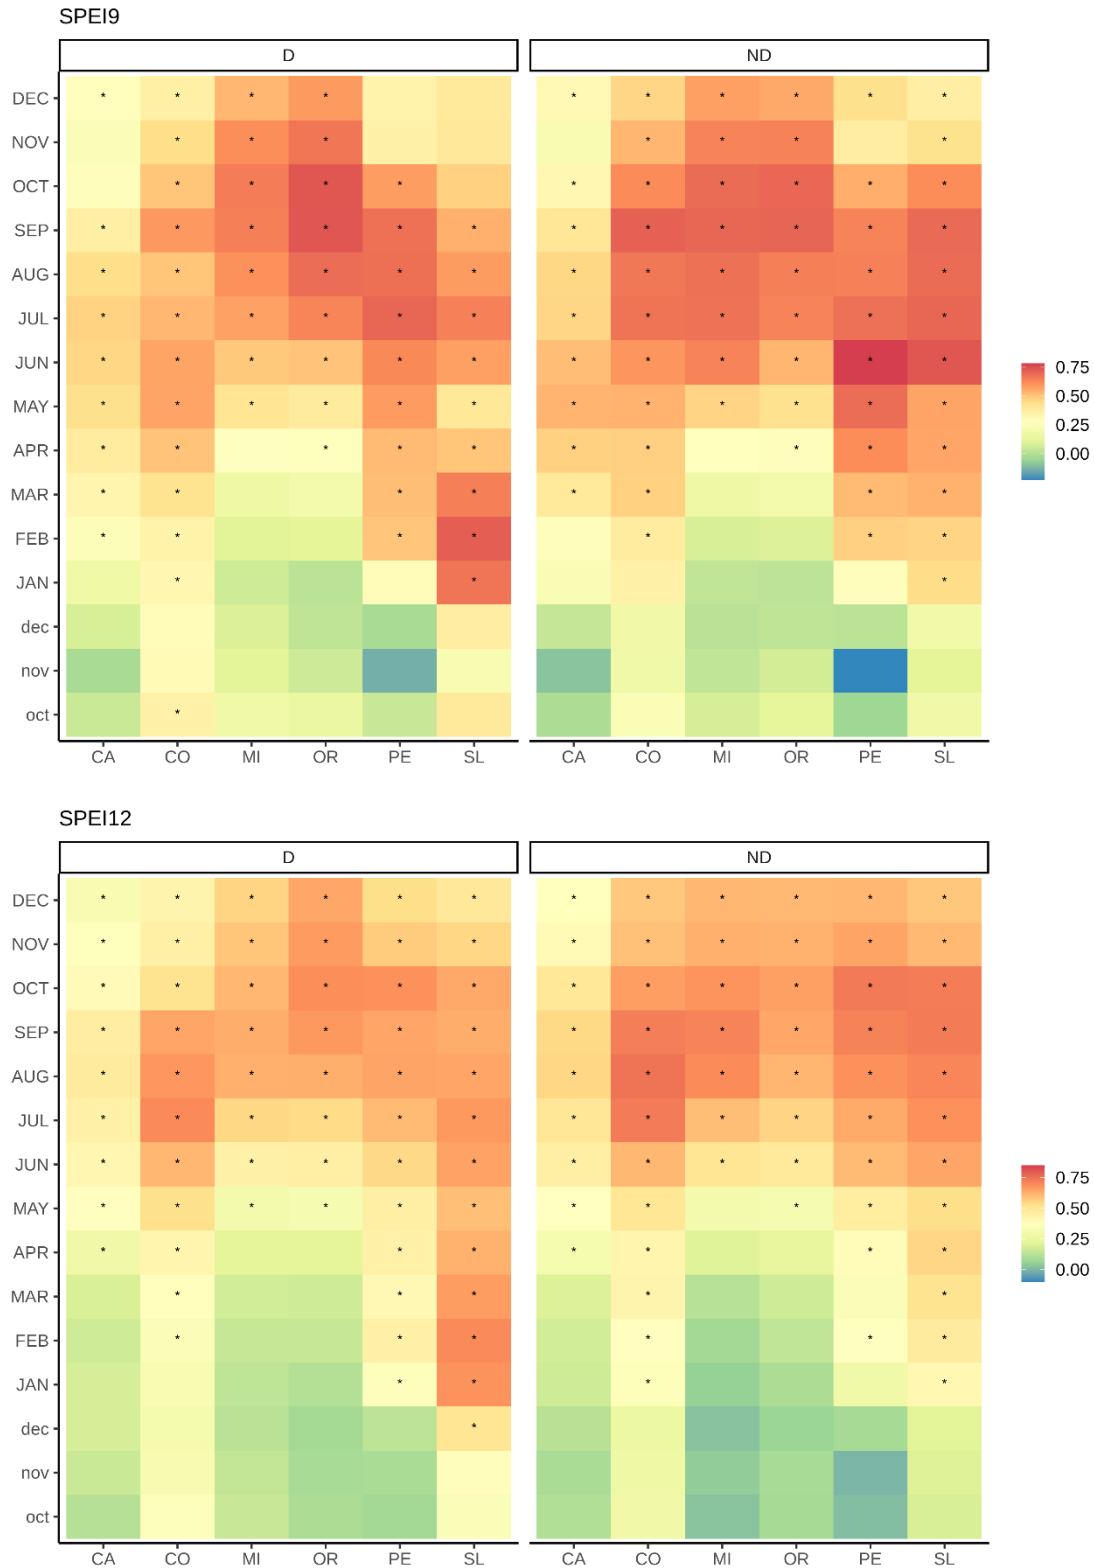 SPEI9
D ND
DEC * * * * * * * * * *
NOV * * * * * * * *
OCT * * * * * * * * * *
SEP * * * * * * * * * * * *
AUG * * * * * * * * * * * *
JUL * * * * * * * * * * * *
JUN * * * * * * * * * * * *
MAY * * * * * * * * * * * *
APR * * * * * * * * * *
MAR * * * * * * * * *
FEB * * * * * * *
JAN * * *
dec
nov
oct *
CA CO MI OR PE SL CA CO MI OR PE SL
0.75
0.50
0.25
0.00
SPEI12
D ND
DEC * * * * * * * * * * * *
NOV * * * * * * * * * * * *
OCT * * * * * * * * * * * *
SEP * * * * * * * * * * * *
AUG * * * * * * * * * * * *
JUL * * * * * * * * * * * *
JUN * * * * * * * * * * * *
MAY * * * * * * * * * * *
APR * * * * * * * *
MAR * * * * *
FEB * * * * * *
JAN * * * *
dec *
nov
oct
CA CO MI OR PE SL CA CO MI OR PE SL
0.75
0.50
0.25
0.00